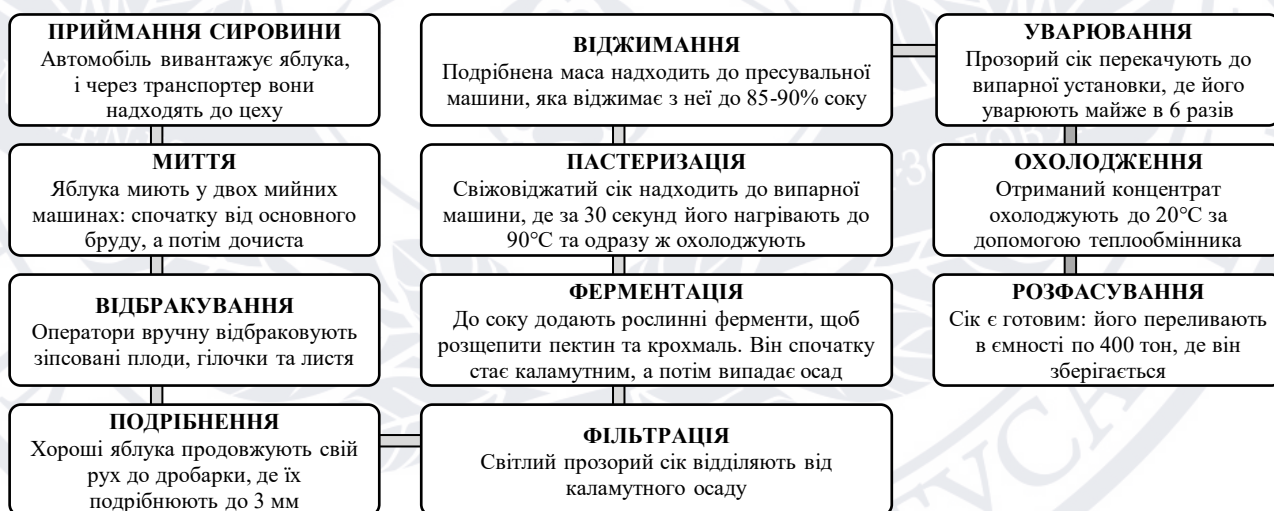 ПРИЙМАННЯ СИРОВИНИ
Автомобіль вивантажує яблука,
і через транспортер вони
надходять до цеху
МИТТЯ
Яблука миють у двох мийних
машинах: спочатку від основного
бруду, а потім дочиста
ВІДБРАКУВАННЯ
Оператори вручну відбраковують
зіпсовані плоди, гілочки та листя
ПОДРІБНЕННЯ
Хороші яблука продовжують свій
рух до дробарки, де їх
подрібнюють до 3 мм
ВІДЖИМАННЯ
Подрібнена маса надходить до пресувальної
машини, яка віджимає з неї до 85-90% соку
ПАСТЕРИЗАЦІЯ
Свіжовіджатий сік надходить до випарної
машини, де за 30 секунд його нагрівають до
90°С та одразу ж охолоджують
ФЕРМЕНТАЦІЯ
До соку додають рослинні ферменти, щоб
розщепити пектин та крохмаль. Він спочатку
стає каламутним, а потім випадає осад
ФІЛЬТРАЦІЯ
Світлий прозорий сік відділяють від
каламутного осаду
УВАРЮВАННЯ
Прозорий сік перекачують до
випарної установки, де його
уварюють майже в 6 разів
ОХОЛОДЖЕННЯ
Отриманий концентрат
охолоджують до 20°С за
допомогою теплообмінника
РОЗФАСУВАННЯ
Сік є готовим: його переливають
в ємності по 400 тон, де він
зберігається